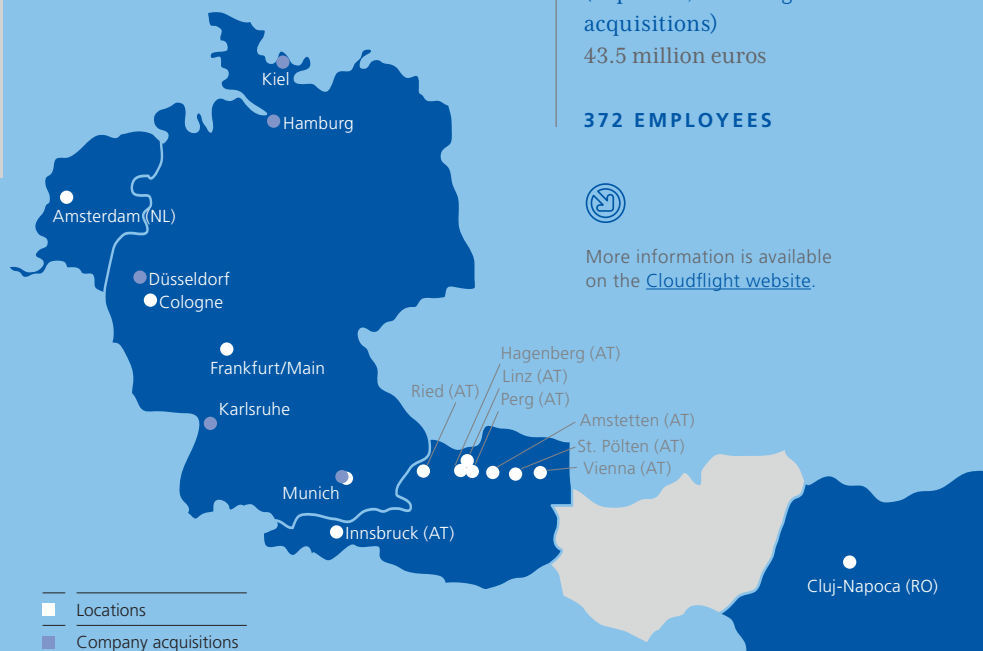 acquisitions)
43.5 million euros
372 EMPLOYEES
More information is available
on the Cloudflight website.
Kiel
Hamburg
Amsterdam (NL)
Düsseldorf
Cologne
Frankfurt/Main
Karlsruhe
Munich
Innsbruck (AT)
Ried (AT)
Hagenberg (AT)
Linz (AT)
Perg (AT)
Amstetten (AT)
St. Pölten (AT)
Vienna (AT)
Cluj-Napoca (RO)
Locations
Company acquisitions